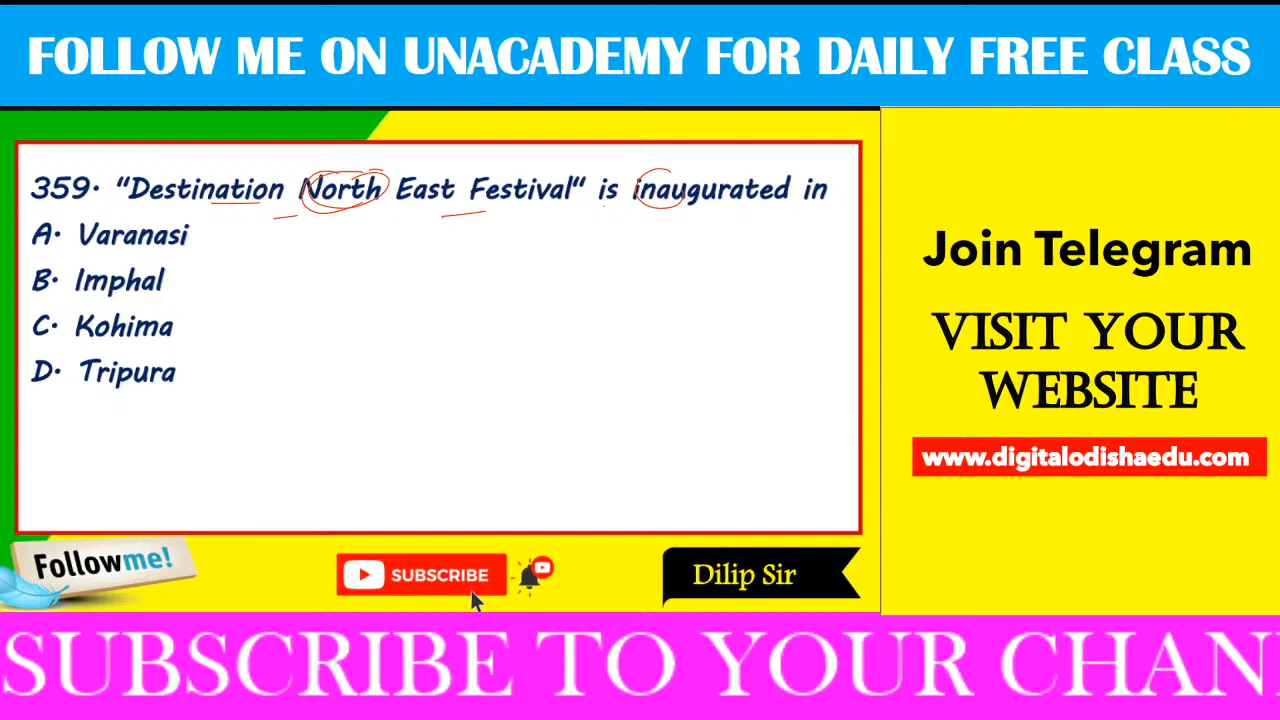 FOLLOW ME ON UNACADEMY FOR DAILY FREE CLASS
359. "Destination North East Festival" is inaugurated in
A. Varanasi
B. Imphal
C. Kohima
D. Tripura
Join Telegram
VISIT YOUR
WEBSITE
www.digitalodishaedu.com
Followme!
SUBSCRIBE
Dilip Sir
SUBSCRIBE TO YOUR CHAN